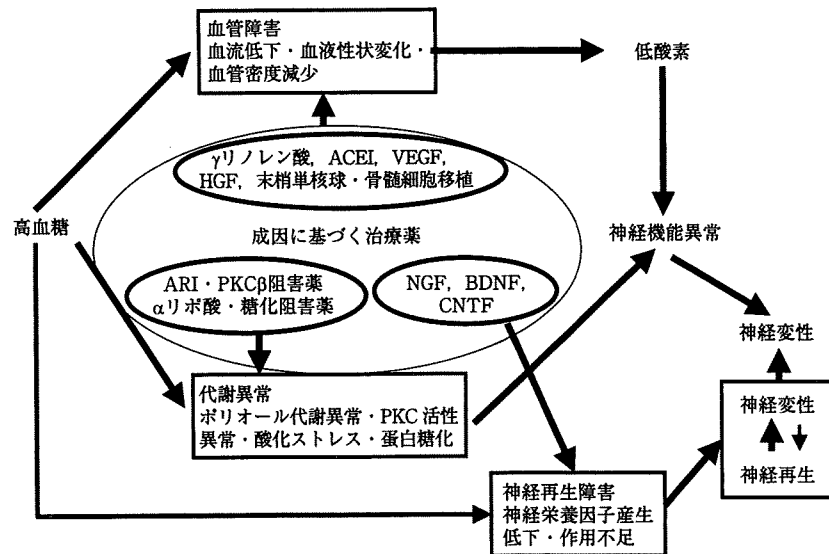 血管障害
血流低下・血液性状変化・
血管密度減少
低酸素
γリノレン酸, ACEI, VEGF,
HGF, 末梢単核球・骨髄細胞移植
高血糖
成因に基づく治療薬
神経機能異常
ARI・PKCβ阻害薬
αリポ酸・糖化阻害薬
NGF, BDNF,
CNTF
神経変性
代謝異常
ポリオール代謝異常・PKC 活性
異常・酸化ストレス・蛋白糖化
神経変性
神経再生
神経再生障害
神経栄養因子産生
低下・作用不足